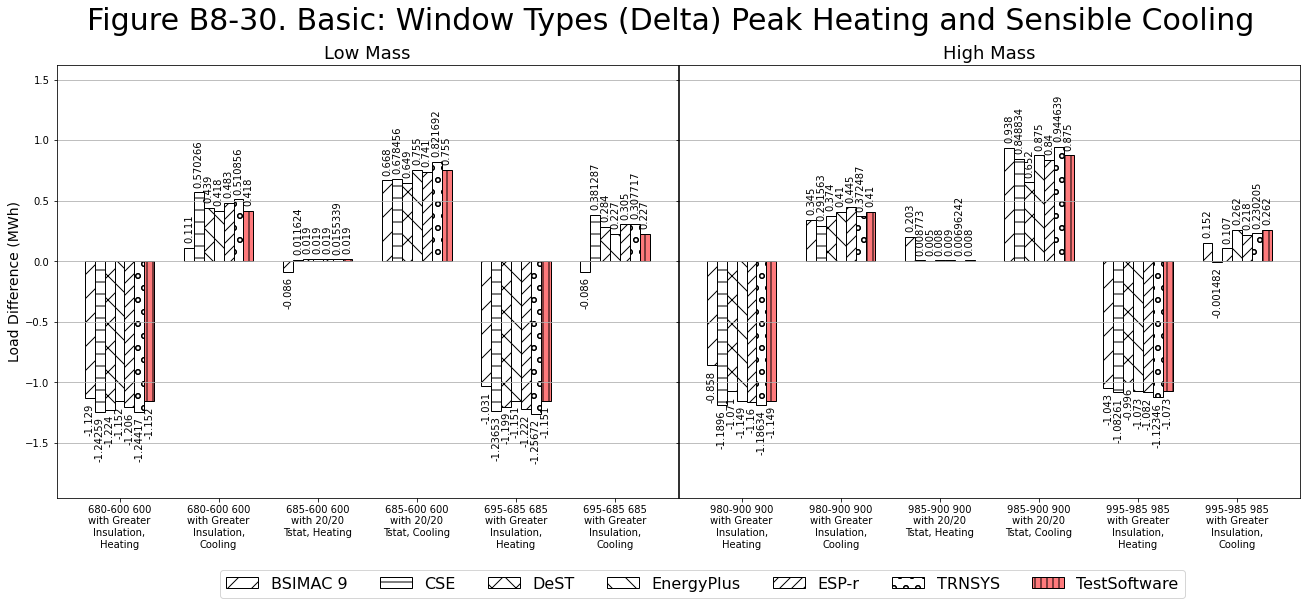 Figure B8-30. Basic: Window Types (Delta) Peak Heating and Sensible Cooling
Low Mass
High Mass
Load Difference (MWh)
1.5
1.0
0.5
0.0
−0.5
−1.0
−1.5
-1.129
-1.24259
-1.224
-1.152
-1.206
-1.24417
-1.152
0.111
0.570266
0.439
0.418
0.483
0.510856
0.418
-0.086
0.011624
0.019
0.019
0.019
0.0155339
0.019
0.668
0.678456
0.649
0.755
0.741
0.821692
0.755
-1.031
-1.23653
-1.199
-1.151
-1.222
-1.25672
-1.151
-0.086
0.381287
0.284
0.227
0.305
0.307717
0.227
-0.858
-1.1896
-1.071
-1.149
-1.16
-1.18634
-1.149
0.345
0.291563
0.374
0.41
0.445
0.372487
0.41
0.203
0.008773
0.005
0.008
0.009
0.00696242
0.008
0.938
0.848834
0.652
0.875
0.84
0.944639
0.875
-1.043
-1.08261
-0.996
-1.073
-1.082
-1.12346
-1.073
0.152
-0.001482
0.107
0.262
0.218
0.230205
0.262
680-600 600
with Greater
Insulation,
Heating
680-600 600
with Greater
Insulation,
Cooling
685-600 600
with 20/20
Tstat, Heating
685-600 600
with 20/20
Tstat, Cooling
695-685 685
with Greater
Insulation,
Heating
695-685 685
with Greater
Insulation,
Cooling
980-900 900
with Greater
Insulation,
Heating
980-900 900
with Greater
Insulation,
Cooling
985-900 900
with 20/20
Tstat, Heating
985-900 900
with 20/20
Tstat, Cooling
995-985 985
with Greater
Insulation,
Heating
995-985 985
with Greater
Insulation,
Cooling
BSIMAC 9
CSE
DeST
EnergyPlus
ESP-r
TRNSYS
TestSoftware